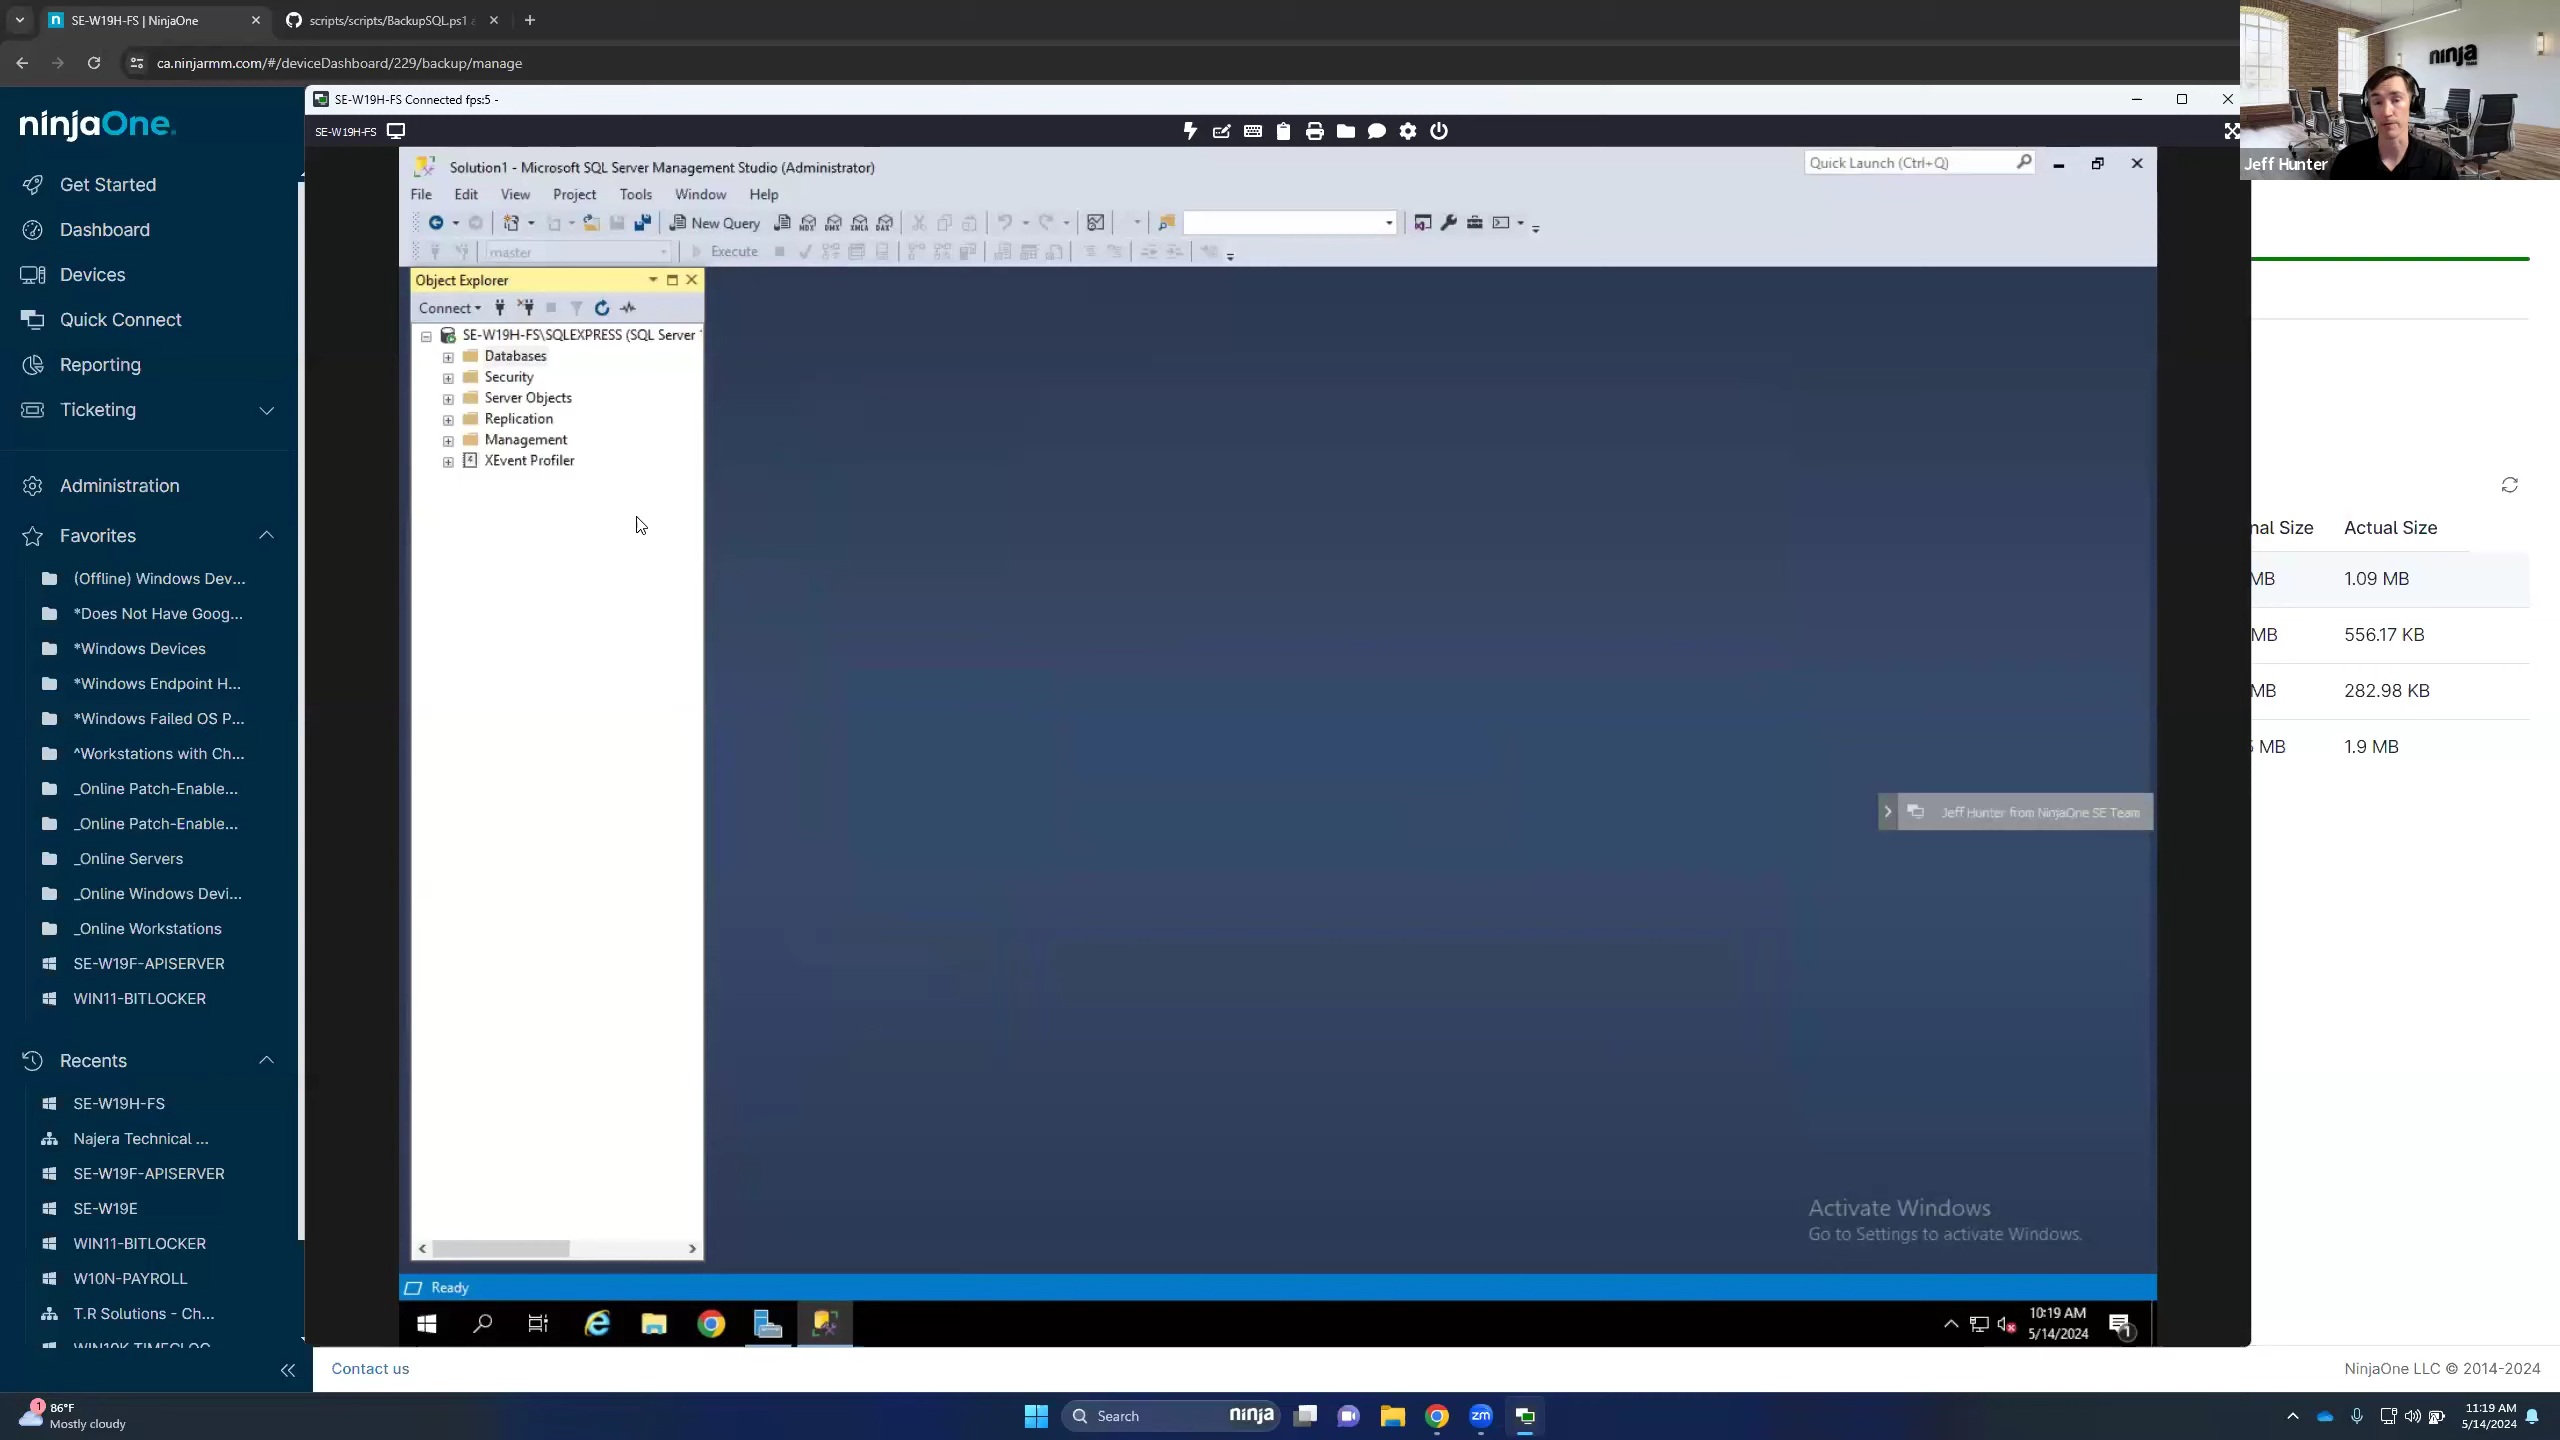 SE-W19H-FS | NinjaOne
scripts/scripts/BackupSQL.ps1
ca.ninjarmm.com/#/deviceDashboard/229/backup/manage
ninjaOne.
Get Started
Dashboard
Devices
Quick Connect
Reporting
Ticketing
Administration
Favorites
(Offline) Windows Dev...
*Does Not Have Goog...
*Windows Devices
*Windows Endpoint H...
*Windows Failed OS P...
^Workstations with Ch...
_Online Patch-Enable...
_Online Patch-Enable...
_Online Servers
_Online Windows Devi...
_Online Workstations
SE-W19F-APISERVER
WIN11-BITLOCKER
Recents
SE-W19H-FS
Najera Technical ...
SE-W19F-APISERVER
SE-W19E
WIN11-BITLOCKER
W10N-PAYROLL
T.R Solutions - Ch...
SE-W19H-FS Connected fps:5 -
SE-W19H-FS
Solution1 - Microsoft SQL Server Management Studio (Administrator)
Quick Launch (Ctrl+Q)
File Edit View Project Tools Window Help
New Query
MDX DMX XMLA DAX
master
Execute
Object Explorer
Connect
SE-W19H-FS\SQLEXPRESS (SQL Server
Databases
Security
Server Objects
Replication
Management
XEvent Profiler
Jeff Hunter from NinjaOne SE Team
Activate Windows
Go to Settings to activate Windows.
Ready
10:19 AM
5/14/2024
1
ninja
Jeff Hunter
nal Size Actual Size
MB 1.09 MB
MB 556.17 KB
MB 282.98 KB
MB 1.9 MB
Contact us
NinjaOne LLC © 2014-2024
1
86°F
Mostly cloudy
Search
ninja
zm
11:19 AM
5/14/2024